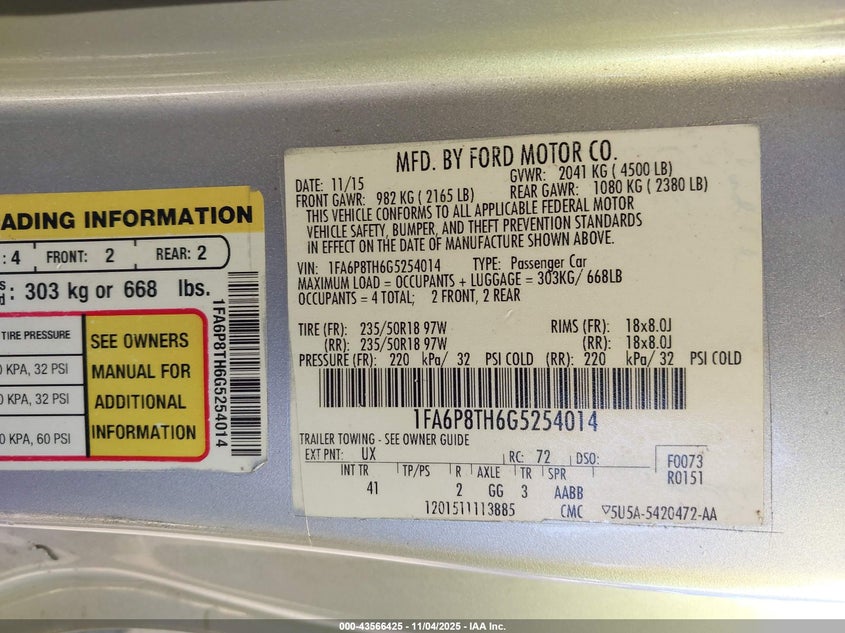 ADING INFORMATION
: 4 FRONT: 2 REAR: 2
: 303 kg or 668 lbs.
TIRE PRESSURE
KPA, 32 PSI
0 KPA, 32 PSI
0 KPA, 60 PSI
SEE OWNERS
MANUAL FOR
ADDITIONAL
INFORMATION
1FA6P8TH6G5254014
MFD. BY FORD MOTOR CO.
DATE: 11/15 GVWR: 2041 KG ( 4500 LB)
FRONT GAWR: 982 KG ( 2165 LB) REAR GAWR: 1080 KG ( 2380 LB)
THIS VEHICLE CONFORMS TO ALL APPLICABLE FEDERAL MOTOR
VEHICLE SAFETY, BUMPER, AND THEFT PREVENTION STANDARDS
IN EFFECT ON THE DATE OF MANUFACTURE SHOWN ABOVE.
VIN: 1FA6P8TH6G5254014 TYPE: Passenger Car
MAXIMUM LOAD = OCCUPANTS + LUGGAGE = 303KG/ 668LB
OCCUPANTS = 4 TOTAL; 2 FRONT, 2 REAR
TIRE (FR): 235/50R18 97W RIMS (FR): 18x8.0J
(RR): 235/50R18 97W (RR): 18x8.0J
PRESSURE (FR): 220 kPa/ 32 PSI COLD (RR): 220 kPa/ 32 PSI COLD
1FA6P8TH6G5254014
TRAILER TOWING - SEE OWNER GUIDE
EXT PNT: UX RC: 72 DSO: F0073
R0151
INT TR TP/PS R AXLE TR SPR
41 2 GG 3 AABB
1201511113885 CMC ▽5U5A-5420472-AA
000-43566425 - 11/04/2025 - IAA Inc.